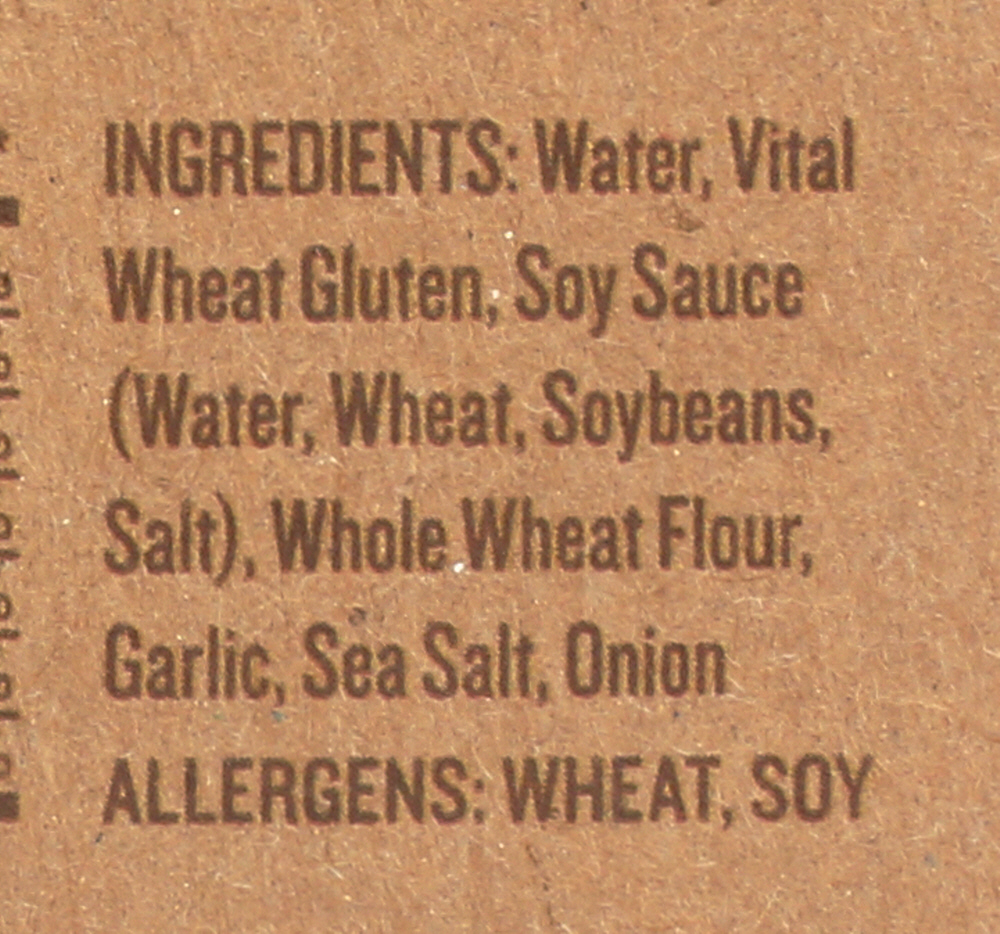 INGREDIENTS: Water, Vital
Wheat Gluten, Soy Sauce
(Water, Wheat, Soybeans,
Salt), Whole Wheat Flour,
Garlic, Sea Salt, Onion
ALLERGENS: WHEAT, SOY